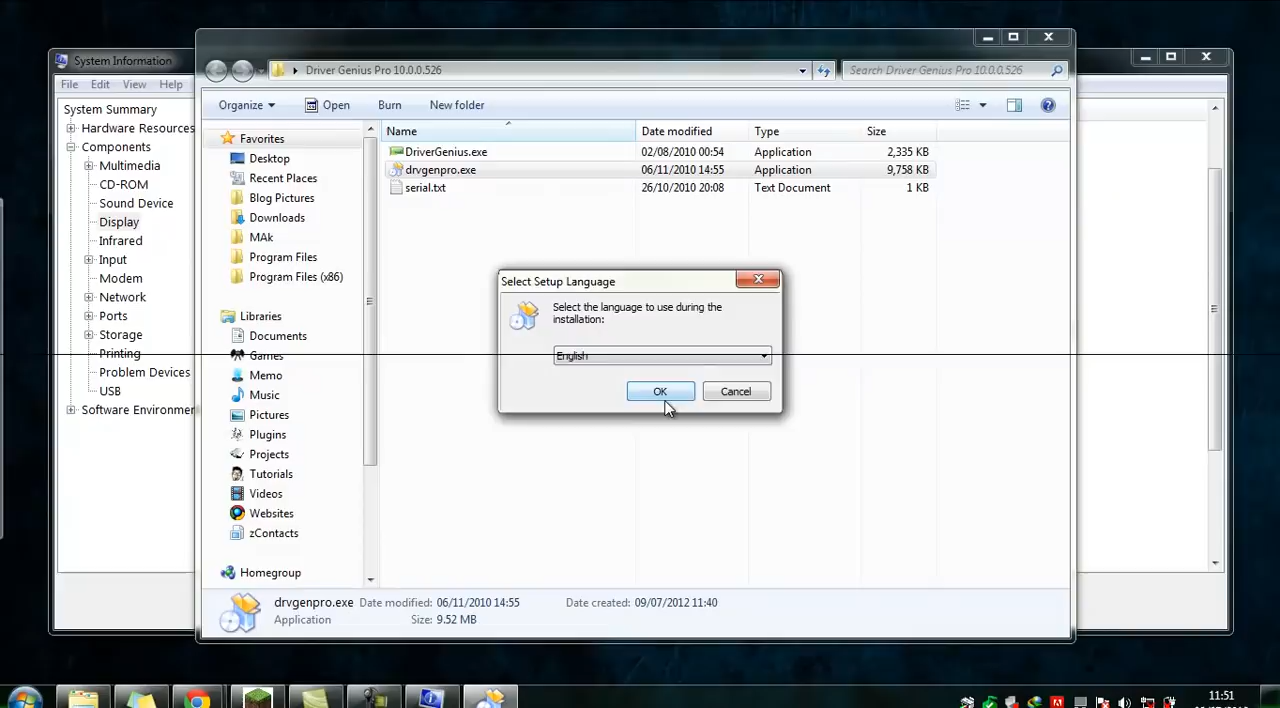 System Information
File Edit View Help
System Summary
Hardware Resources
Components
Multimedia
CD-ROM
Sound Device
Display
Infrared
Input
Modem
Network
Ports
Storage
Printing
Problem Devices
USB
Software Environmen
Driver Genius Pro 10.0.0.526
Search Driver Genius Pro 10.0.0.526
Organize Open Burn New folder
Name Date modified Type Size
DriverGenius.exe 02/08/2010 00:54 Application 2,335 KB
drvgenpro.exe 06/11/2010 14:55 Application 9,758 KB
serial.txt 26/10/2010 20:08 Text Document 1 KB
Favorites
Desktop
Recent Places
Blog Pictures
Downloads
MAk
Program Files
Program Files (x86)
Libraries
Documents
Games
Memo
Music
Pictures
Plugins
Projects
Tutorials
Videos
Websites
zContacts
Homegroup
Select Setup Language
Select the language to use during the
installation:
English
OK Cancel
drvgenpro.exe Date modified: 06/11/2010 14:55 Date created: 09/07/2012 11:40
Application Size: 9.52 MB
11:51